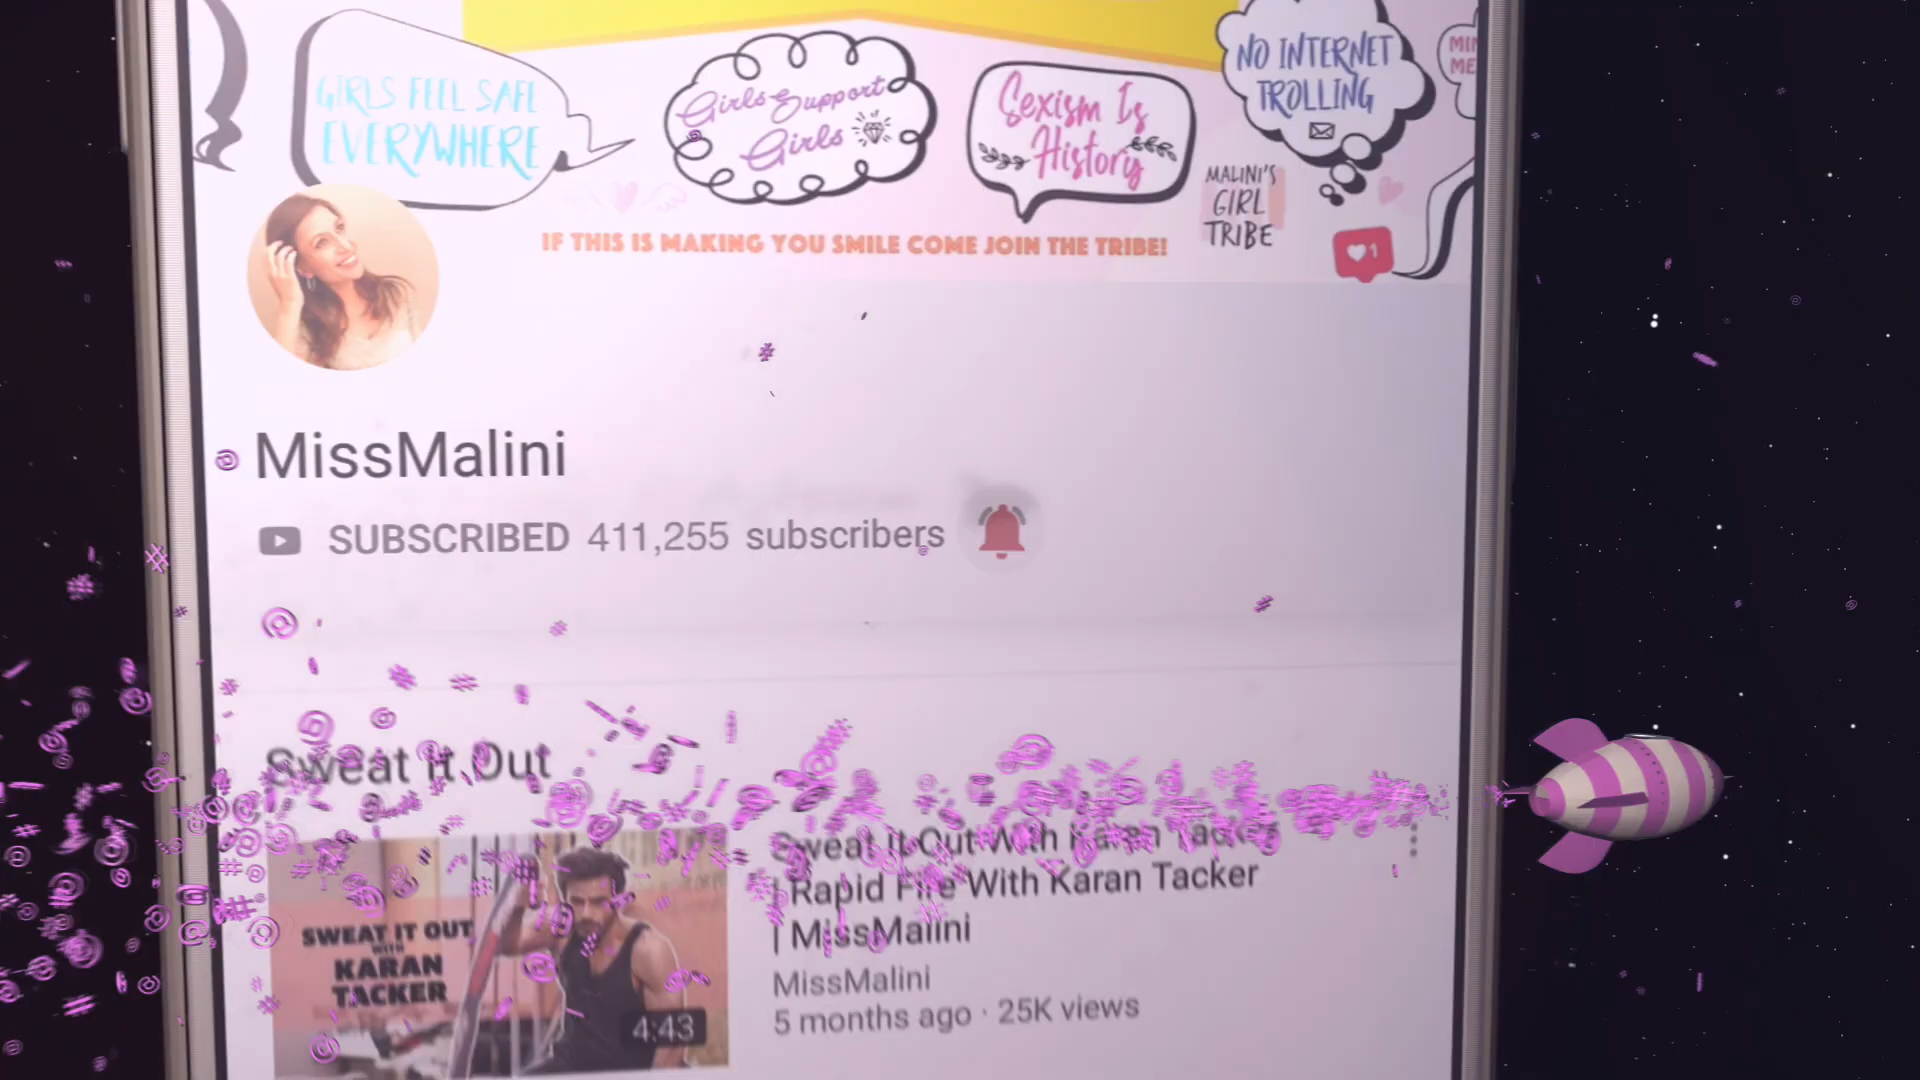 GIRLS FEEL SAFE
EVERYWHERE
Girls Support
Girls
Sexism Is
History
NO INTERNET
TROLLING
MALINI'S
GIRL
TRIBE
1
IF THIS IS MAKING YOU SMILE COME JOIN THE TRIBE!
MissMalini
SUBSCRIBED 411,255 subscribers
Sweat It Out
SWEAT IT OUT
WITH
KARAN
TACKER
4:43
Sweat It Out With Karan Tacker
| Rapid Fire With Karan Tacker
| MissMalini
MissMalini
5 months ago · 25K views